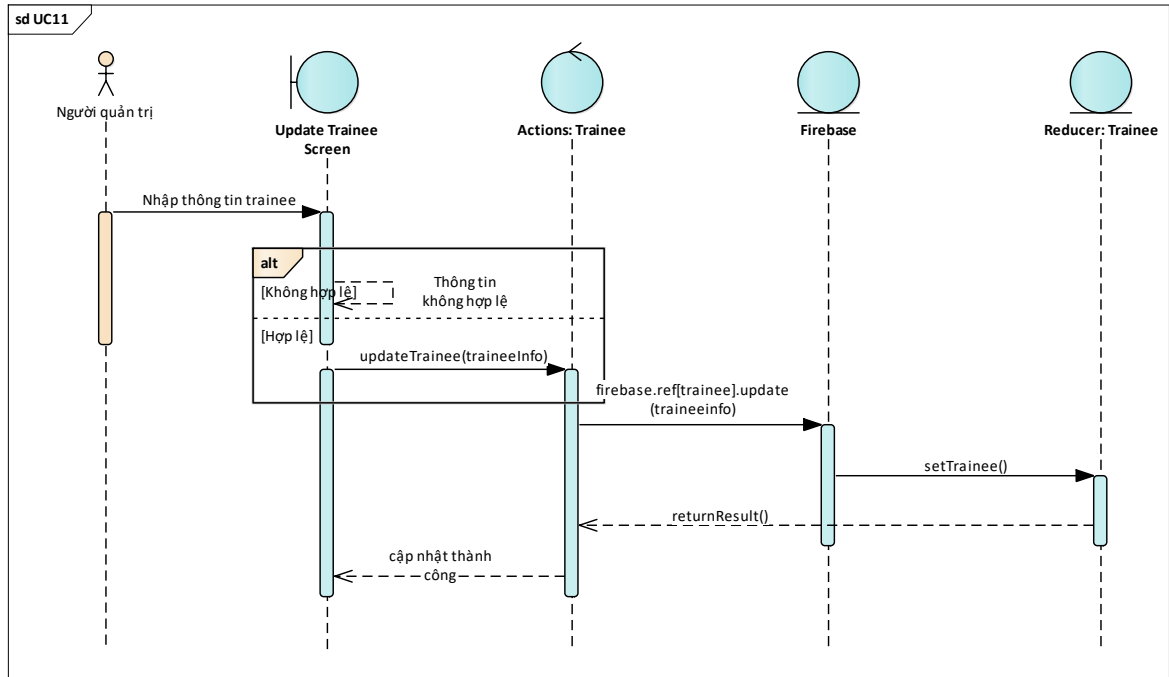 sd UC11
Người quản trị
Update Trainee
Screen
Actions: Trainee
Firebase
Reducer: Trainee
Nhập thông tin trainee
alt
[Không hợp lệ]
Thông tin
không hợp lệ
[Hợp lệ]
updateTrainee(traineeInfo)
firebase.ref[trainee].update
(traineeinfo)
setTrainee()
returnResult()
cập nhật thành
công